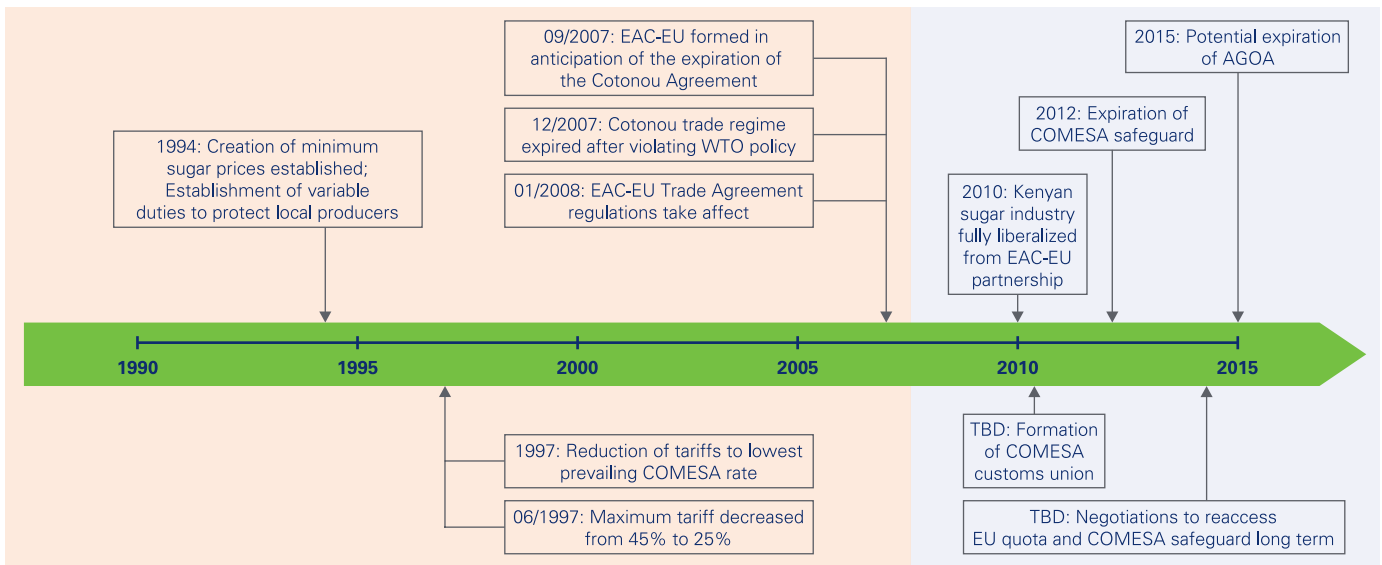 09/2007: EAC-EU formed in
anticipation of the expiration of
the Cotonou Agreement
2015: Potential expiration
of AGOA
12/2007: Cotonou trade regime
expired after violating WTO policy
2012: Expiration of
COMESA safeguard
1994: Creation of minimum
sugar prices established;
Establishment of variable
duties to protect local producers
01/2008: EAC-EU Trade Agreement
regulations take affect
2010: Kenyan
sugar industry
fully liberalized
from EAC-EU
partnership
1990 1995 2000 2005 2010 2015
1997: Reduction of tariffs to lowest
prevailing COMESA rate
TBD: Formation
of COMESA
customs union
06/1997: Maximum tariff decreased
from 45% to 25%
TBD: Negotiations to reaccess
EU quota and COMESA safeguard long term